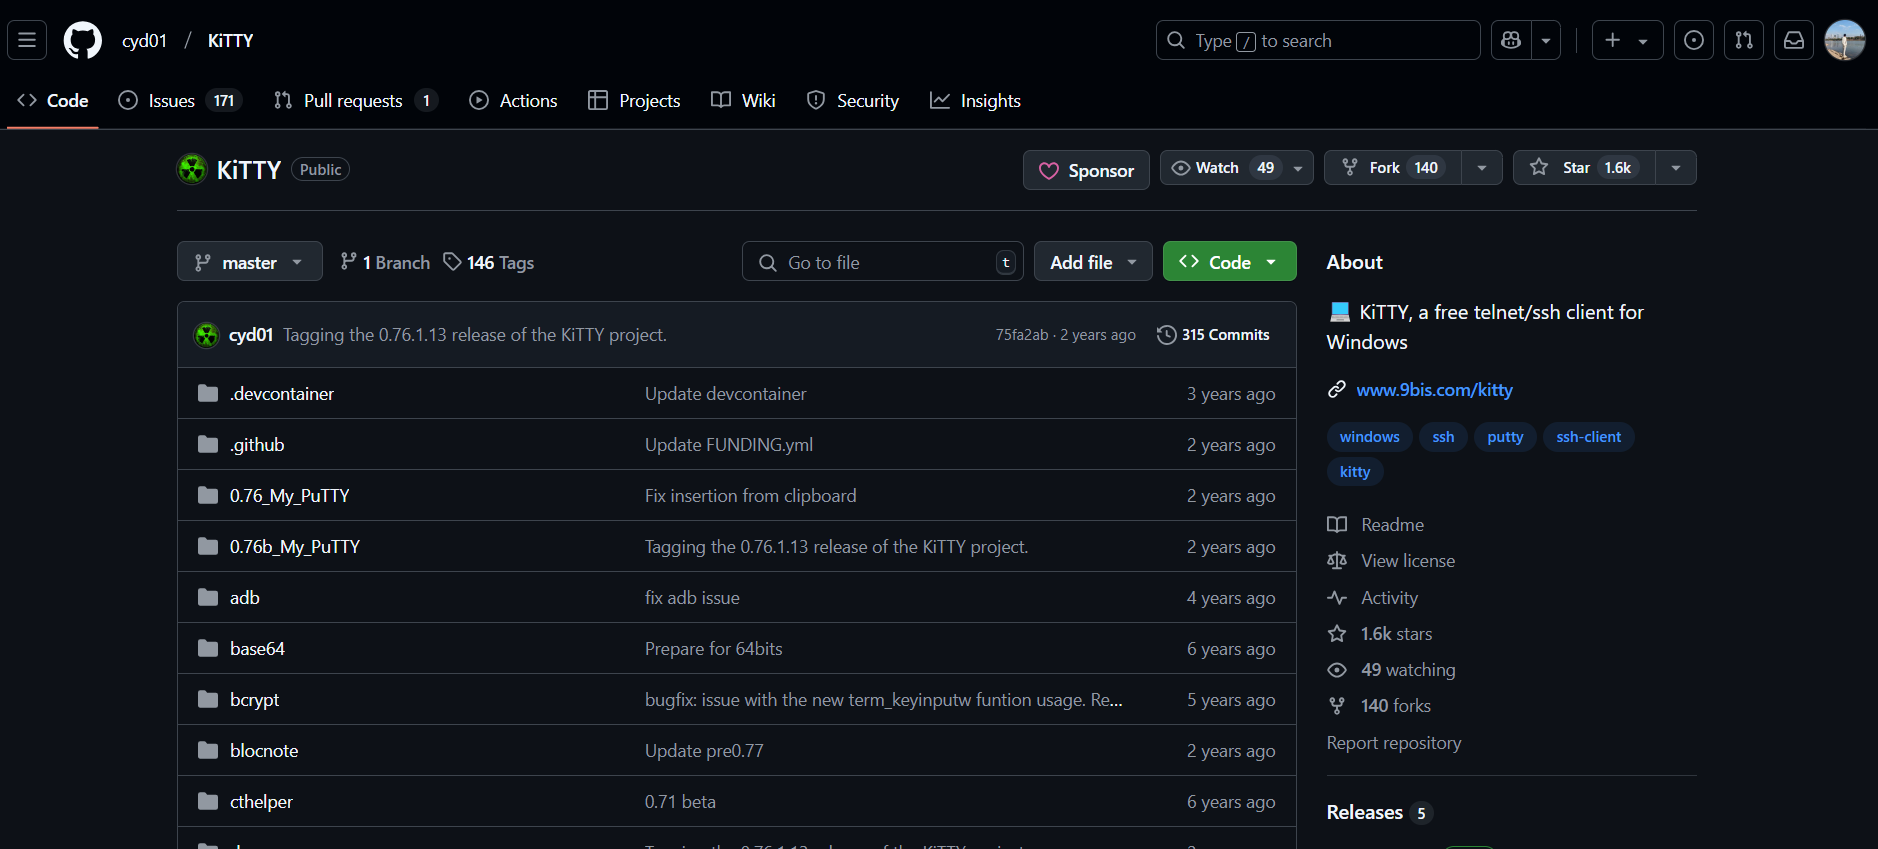 cyd01 / KiTTY
Type / to search
Code Issues 171 Pull requests 1 Actions Projects Wiki Security Insights
KiTTY Public
Sponsor Watch 49 Fork 140 Star 1.6k
master 1 Branch 146 Tags
Go to file t
Add file Code
cyd01 Tagging the 0.76.1.13 release of the KiTTY project. 75fa2ab · 2 years ago 315 Commits
.devcontainer Update devcontainer 3 years ago
.github Update FUNDING.yml 2 years ago
0.76_My_PuTTY Fix insertion from clipboard 2 years ago
0.76b_My_PuTTY Tagging the 0.76.1.13 release of the KiTTY project. 2 years ago
adb fix adb issue 4 years ago
base64 Prepare for 64bits 6 years ago
bcrypt bugfix: issue with the new term_keyinputw funtion usage. Re... 5 years ago
blocnote Update pre0.77 2 years ago
cthelper 0.71 beta 6 years ago
About
KiTTY, a free telnet/ssh client for
Windows
www.9bis.com/kitty
windows ssh putty ssh-client
kitty
Readme
View license
Activity
1.6k stars
49 watching
140 forks
Report repository
Releases 5